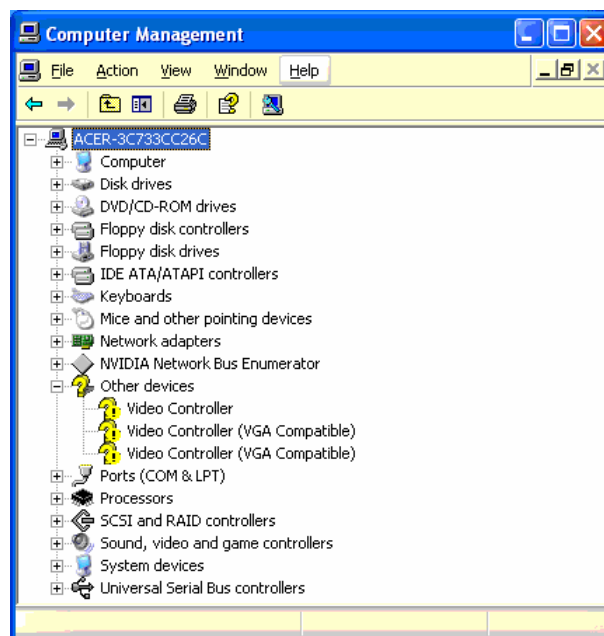 Computer Management
File Action View Window Help
ACER-3C733CC26C
Computer
Disk drives
DVD/CD-ROM drives
Floppy disk controllers
Floppy disk drives
IDE ATA/ATAPI controllers
Keyboards
Mice and other pointing devices
Network adapters
NVIDIA Network Bus Enumerator
Other devices
Video Controller
Video Controller (VGA Compatible)
Video Controller (VGA Compatible)
Ports (COM & LPT)
Processors
SCSI and RAID controllers
Sound, video and game controllers
System devices
Universal Serial Bus controllers